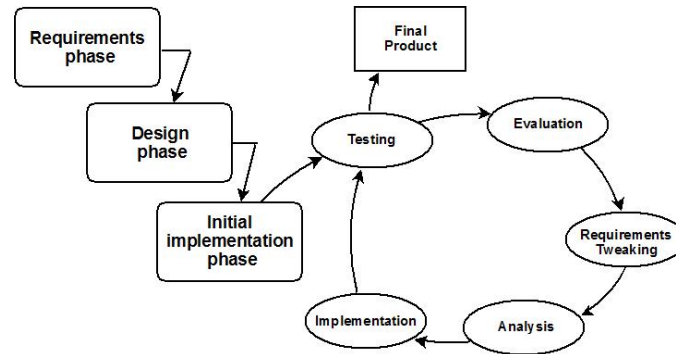 Requirements
phase
Design
phase
Initial
implementation
phase
Final
Product
Testing
Evaluation
Requirements
Tweaking
Analysis
Implementation